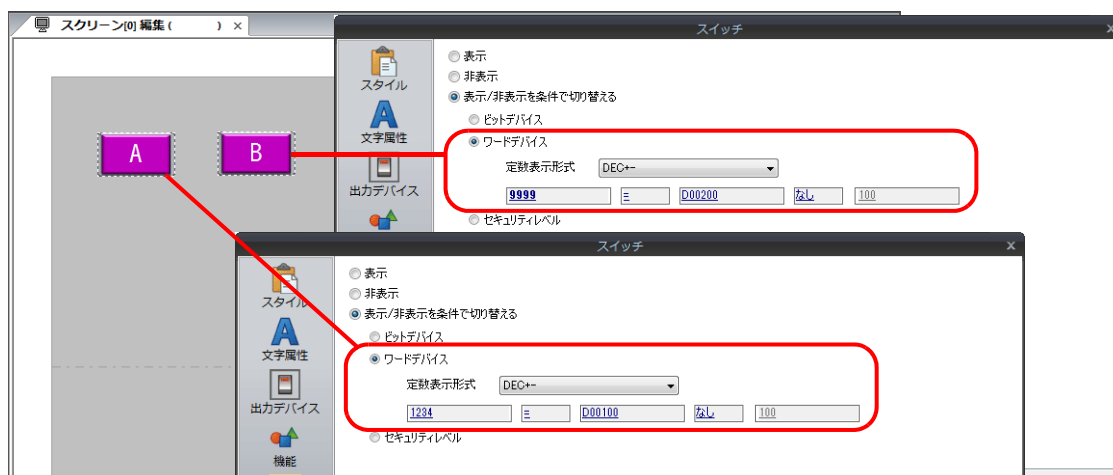 スクリーン[0] 編集 ( ) ×
スイッチ
x
スタイル
文字属性
出力デバイス
表示
非表示
表示/非表示を条件で切り替える
ビットデバイス
ワードデバイス
定数表示形式 DEC+-
9999 = D00200 なし 100
セキュリティレベル
A
B
スイッチ
x
スタイル
文字属性
出力デバイス
機能
表示
非表示
表示/非表示を条件で切り替える
ビットデバイス
ワードデバイス
定数表示形式 DEC+-
1234 = D00100 なし 100
セキュリティレベル